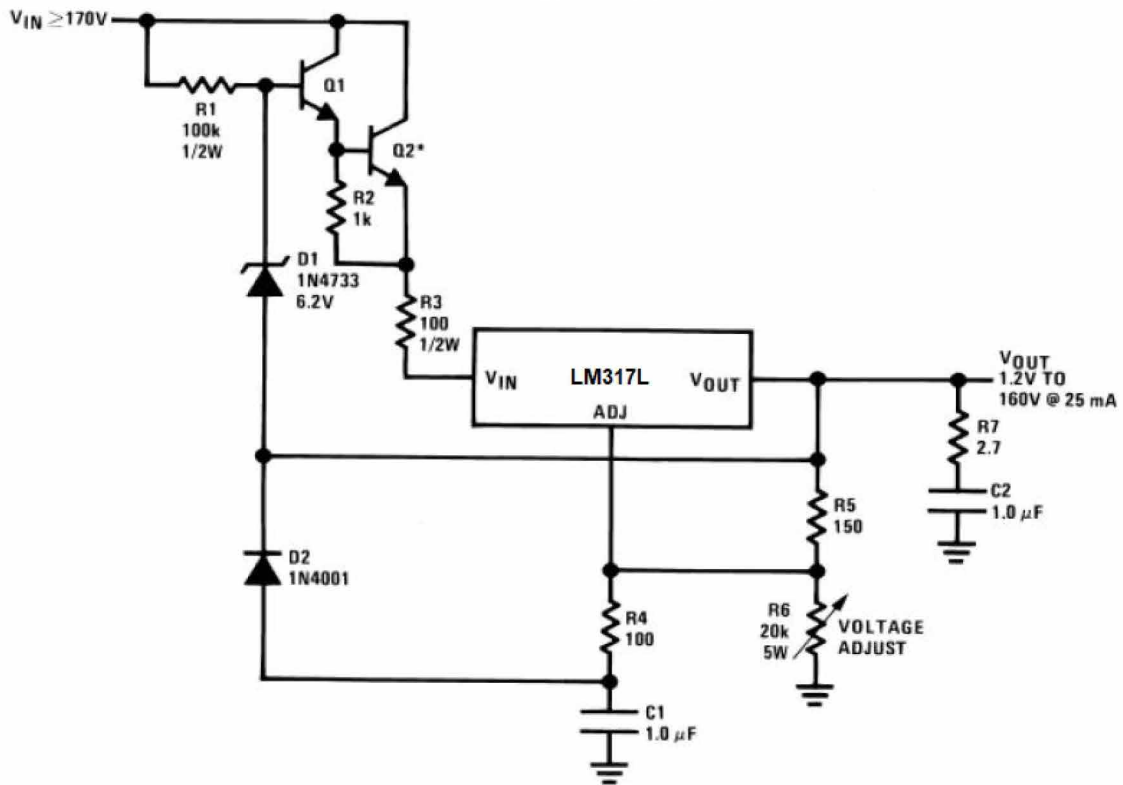 VIN ≥170V
R1
100k
1/2W
Q1
Q2*
R2
1k
D1
1N4733
6.2V
R3
100
1/2W
VIN
LM317L
VOUT
ADJ
VOUT
1.2V TO
160V @ 25 mA
R7
2.7
C2
1.0 μF
R5
150
D2
1N4001
R4
100
R6
20k
5W
VOLTAGE
ADJUST
C1
1.0 μF